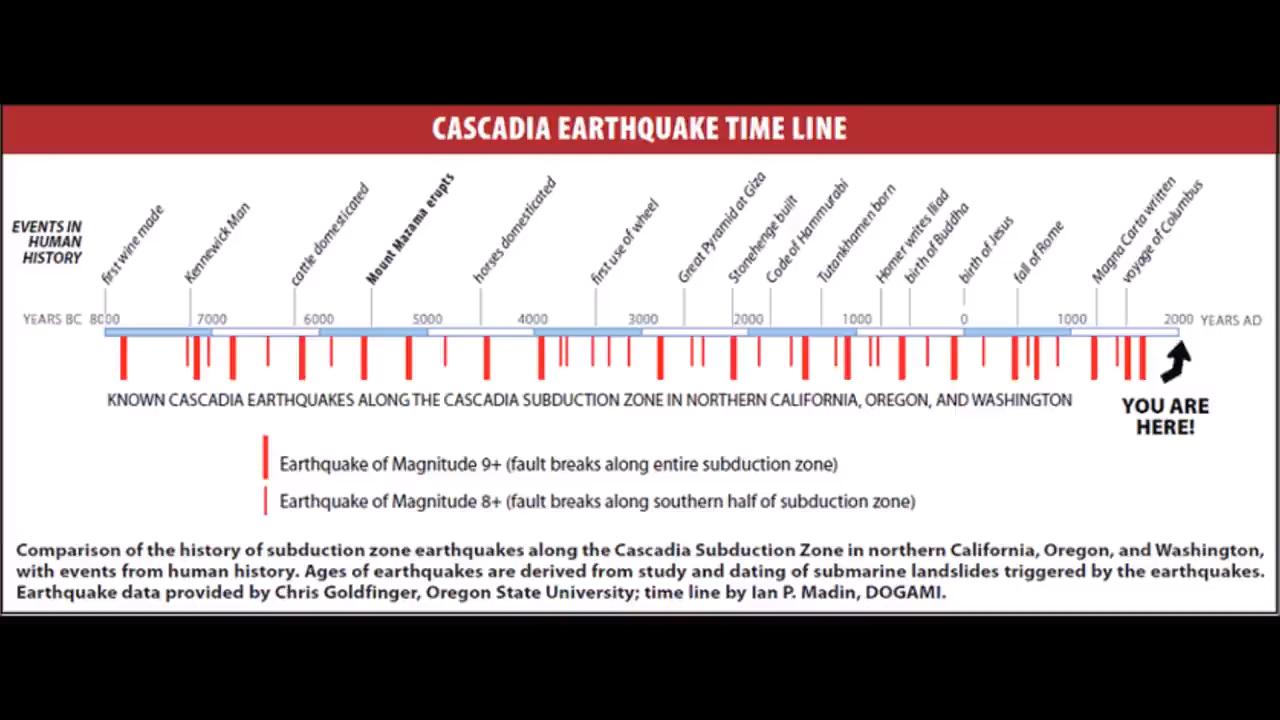 CASCADIA EARTHQUAKE TIME LINE
EVENTS IN
HUMAN
HISTORY
first wine made
Kennewick Man
cattle domesticated
Mount Mazama erupts
horses domesticated
first use of wheel
Great Pyramid at Giza
Stonehenge built
Code of Hammurabi
Tutankhamen born
Homer writes Iliad
birth of Buddha
birth of Jesus
fall of Rome
Magna Carta written
voyage of Columbus
YEARS BC 8000 7000 6000 5000 4000 3000 2000 1000 0 1000 2000 YEARS AD
KNOWN CASCADIA EARTHQUAKES ALONG THE CASCADIA SUBDUCTION ZONE IN NORTHERN CALIFORNIA, OREGON, AND WASHINGTON
YOU ARE
HERE!
Earthquake of Magnitude 9+ (fault breaks along entire subduction zone)
Earthquake of Magnitude 8+ (fault breaks along southern half of subduction zone)
Comparison of the history of subduction zone earthquakes along the Cascadia Subduction Zone in northern California, Oregon, and Washington,
with events from human history. Ages of earthquakes are derived from study and dating of submarine landslides triggered by the earthquakes.
Earthquake data provided by Chris Goldfinger, Oregon State University; time line by Ian P. Madin, DOGAMI.